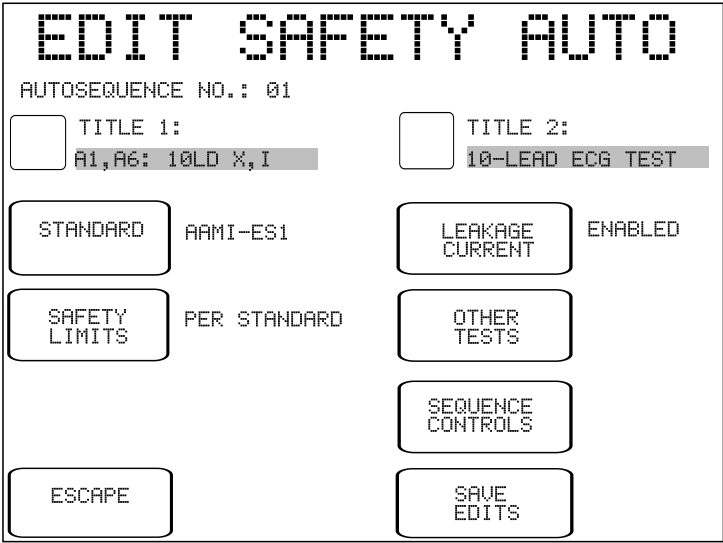 EDIT SAFETY AUTO
AUTOSEQUENCE NO.: 01
TITLE 1:
A1,A6: 10LD X,I
TITLE 2:
10-LEAD ECG TEST
STANDARD
AAMI-ES1
LEAKAGE
CURRENT
ENABLED
SAFETY
LIMITS
PER STANDARD
OTHER
TESTS
SEQUENCE
CONTROLS
ESCAPE
SAVE
EDITS